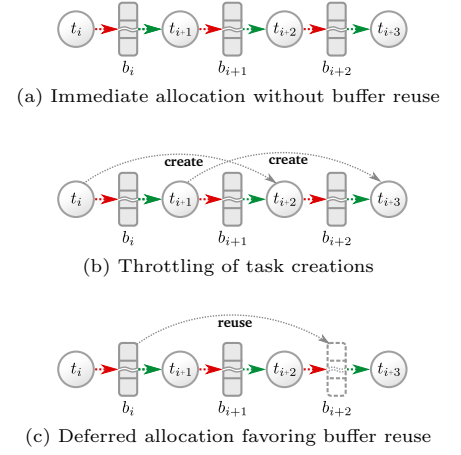 t_i t_{i+1} t_{i+2} t_{i+3}
b_i b_{i+1} b_{i+2}
(a) Immediate allocation without buffer reuse
create create
t_i t_{i+1} t_{i+2} t_{i+3}
b_i b_{i+1} b_{i+2}
(b) Throttling of task creations
reuse
t_i t_{i+1} t_{i+2} t_{i+3}
b_i b_{i+1} b_{i+2}
(c) Deferred allocation favoring buffer reuse